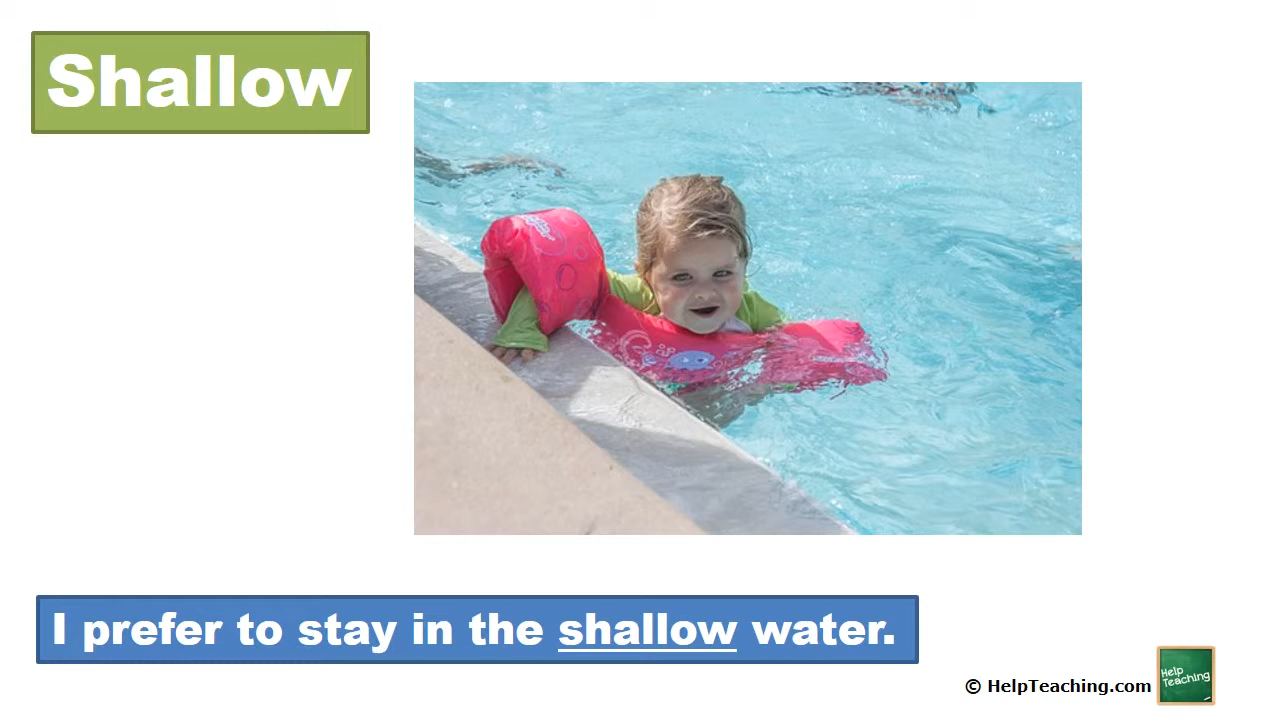 Shallow
I prefer to stay in the shallow water.
© HelpTeaching.com
Help
Teaching